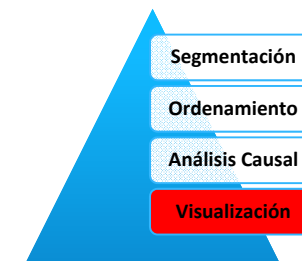 Segmentación
Ordenamiento
Análisis Causal
Visualización